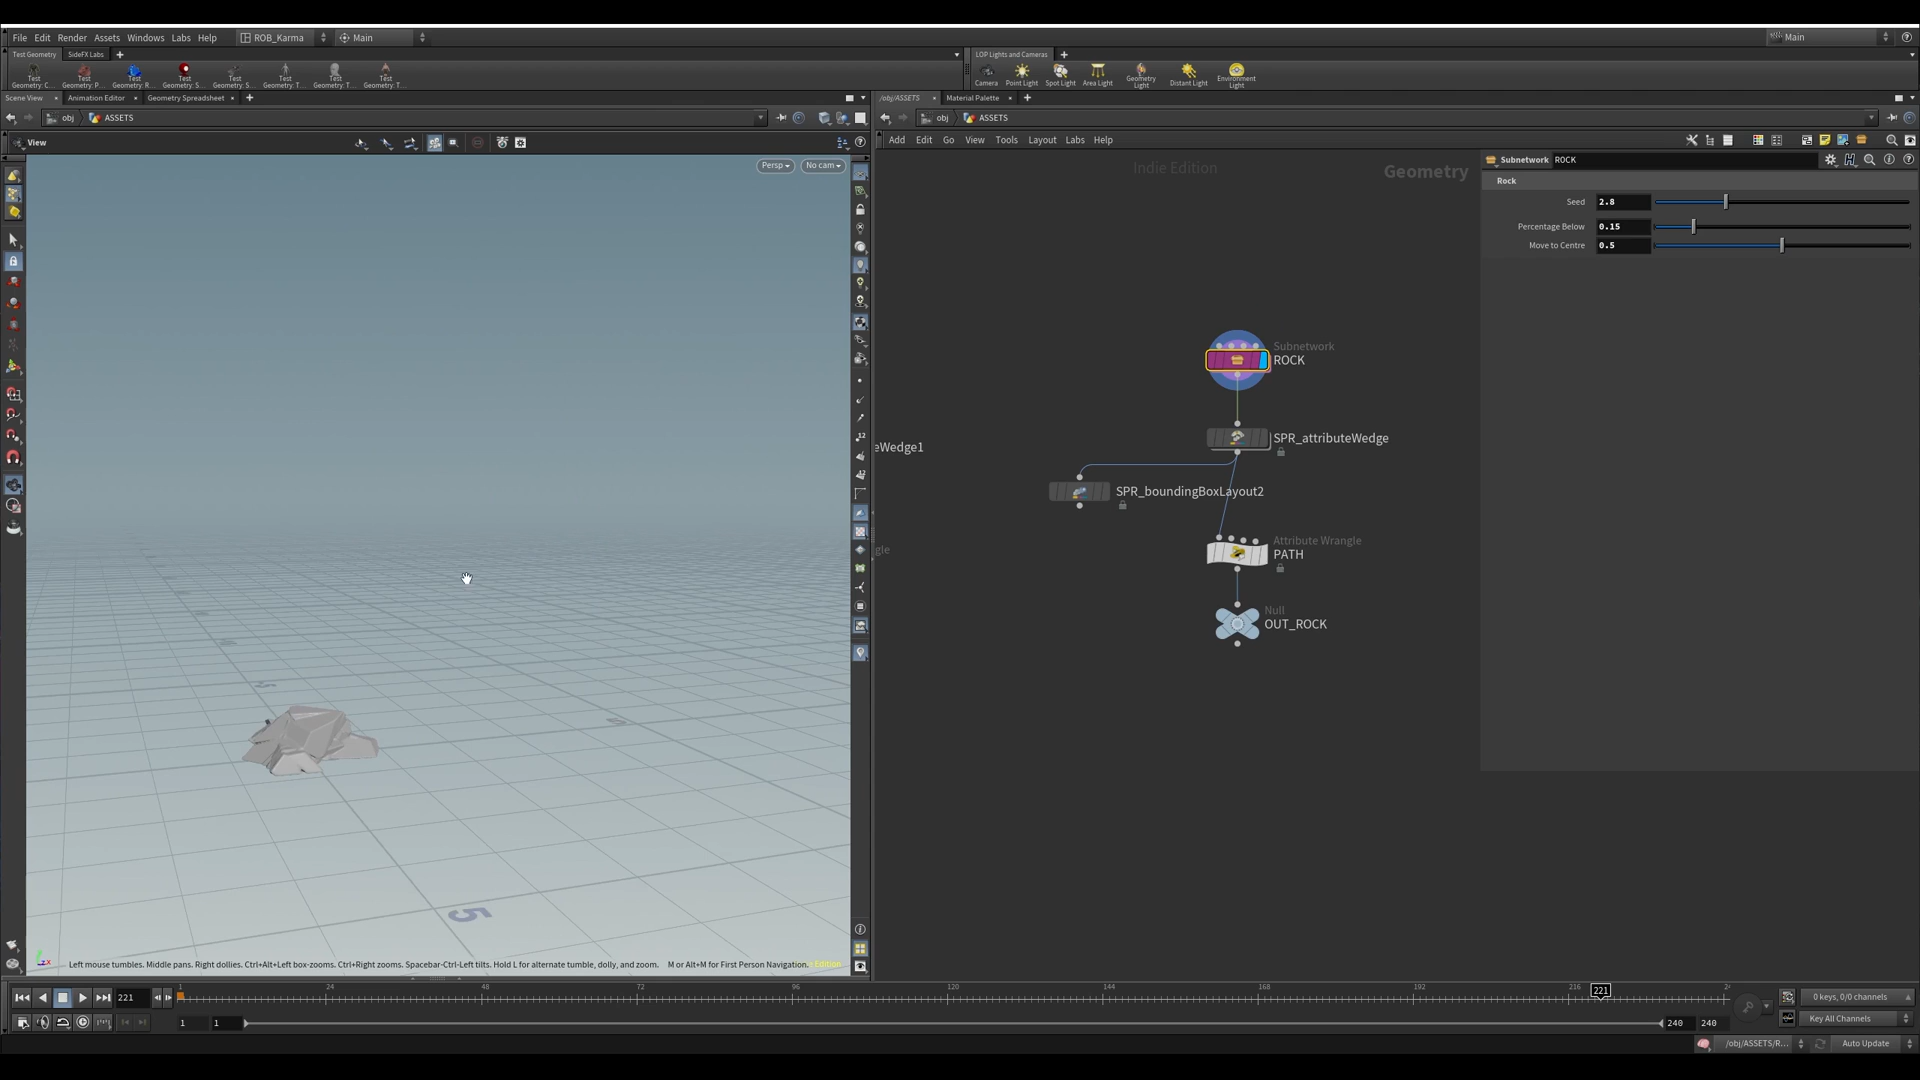 File Edit Render Assets Windows Labs Help ROB_Karma Main Main
Test Geometry SideFX Labs LOP Lights and Cameras
Test Geometry: C... Test Geometry: P... Test Geometry: R... Test Geometry: S... Test Geometry: S... Test Geometry: T... Test Geometry: T... Test Geometry: T... Camera Point Light Spot Light Area Light Geometry Light Distant Light Environment Light
Scene View Animation Editor Geometry Spreadsheet /obj/ASSETS Material Palette
obj ASSETS obj ASSETS
View Add Edit Go View Tools Layout Labs Help
Persp No cam
Indie Edition Geometry
Subnetwork ROCK
Rock
Seed 2.8
Percentage Below 0.15
Move to Centre 0.5
Subnetwork
ROCK
SPR_attributeWedge
eWedge1
SPR_boundingBoxLayout2
Attribute Wrangle
PATH
gle
Null
OUT_ROCK
5
Left mouse tumbles. Middle pans. Right dollies. Ctrl+Alt+Left box-zooms. Ctrl+Right zooms. Spacebar-Ctrl-Left tilts. Hold L for alternate tumble, dolly, and zoom. M or Alt+M for First Person Navigation. Edition
221 1 24 48 72 96 120 144 168 192 216 221 2
0 keys, 0/0 channels
1 1 240 240 Key All Channels
/obj/ASSETS/R... Auto Update